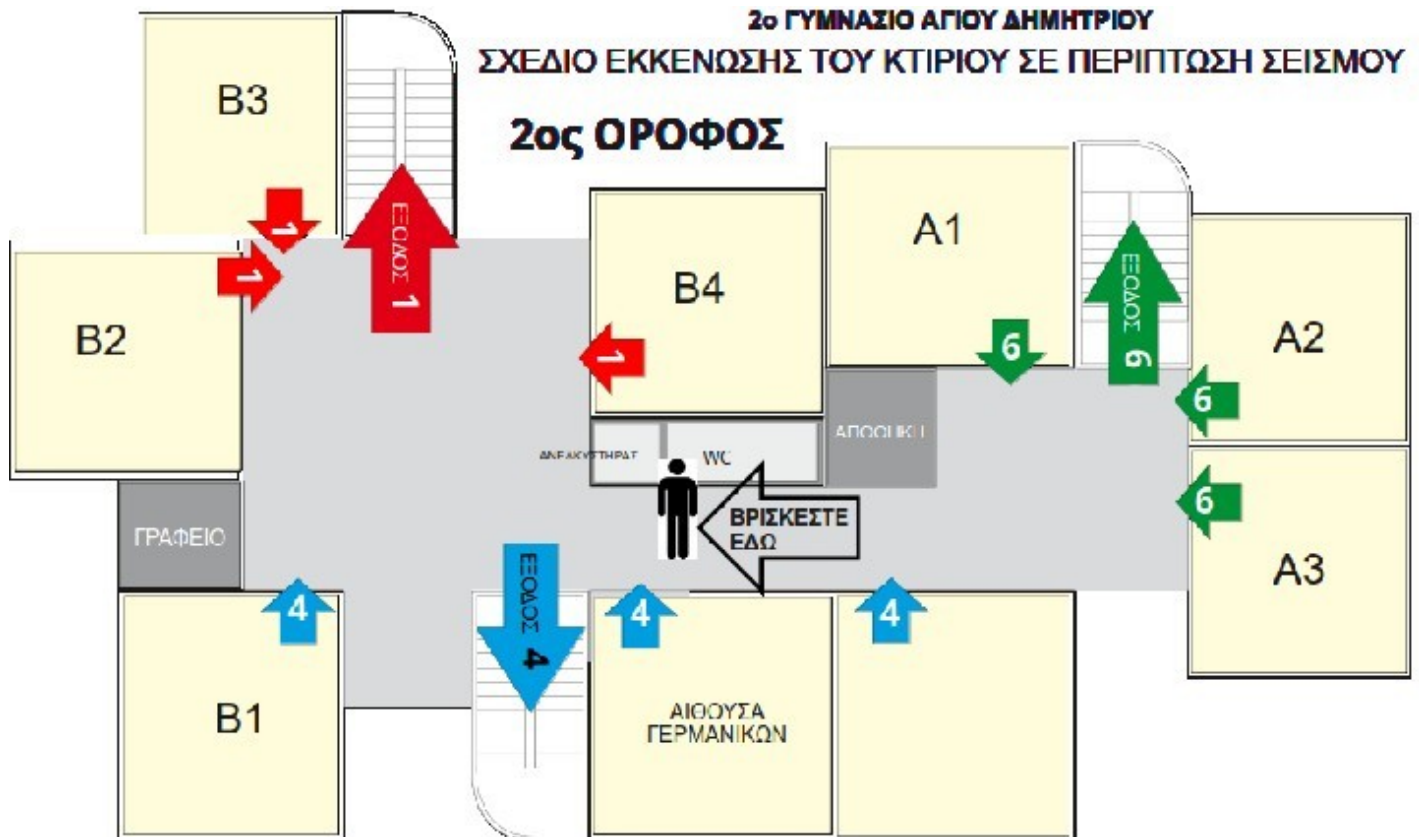 2ο ΓΥΜΝΑΣΙΟ ΑΓΙΟΥ ΔΗΜΗΤΡΙΟΥ
ΣΧΕΔΙΟ ΕΚΚΕΝΩΣΗΣ ΤΟΥ ΚΤΙΡΙΟΥ ΣΕ ΠΕΡΙΠΤΩΣΗ ΣΕΙΣΜΟΥ
2ος ΟΡΟΦΟΣ
B3
1
ΕΞΟΔΟΣ 1
B2
1
B4
1
A1
6
ΕΞΟΔΟΣ 6
A2
6
ΑΠΟΘΗΚΗ
ΑΝΕΛΚΥΣΤΗΡΑΣ
WC
ΒΡΙΣΚΕΣΤΕ
ΕΔΩ
6
A3
ΓΡΑΦΕΙΟ
4
B1
ΕΞΟΔΟΣ 4
4
ΑΙΘΟΥΣΑ
ΓΕΡΜΑΝΙΚΩΝ
4